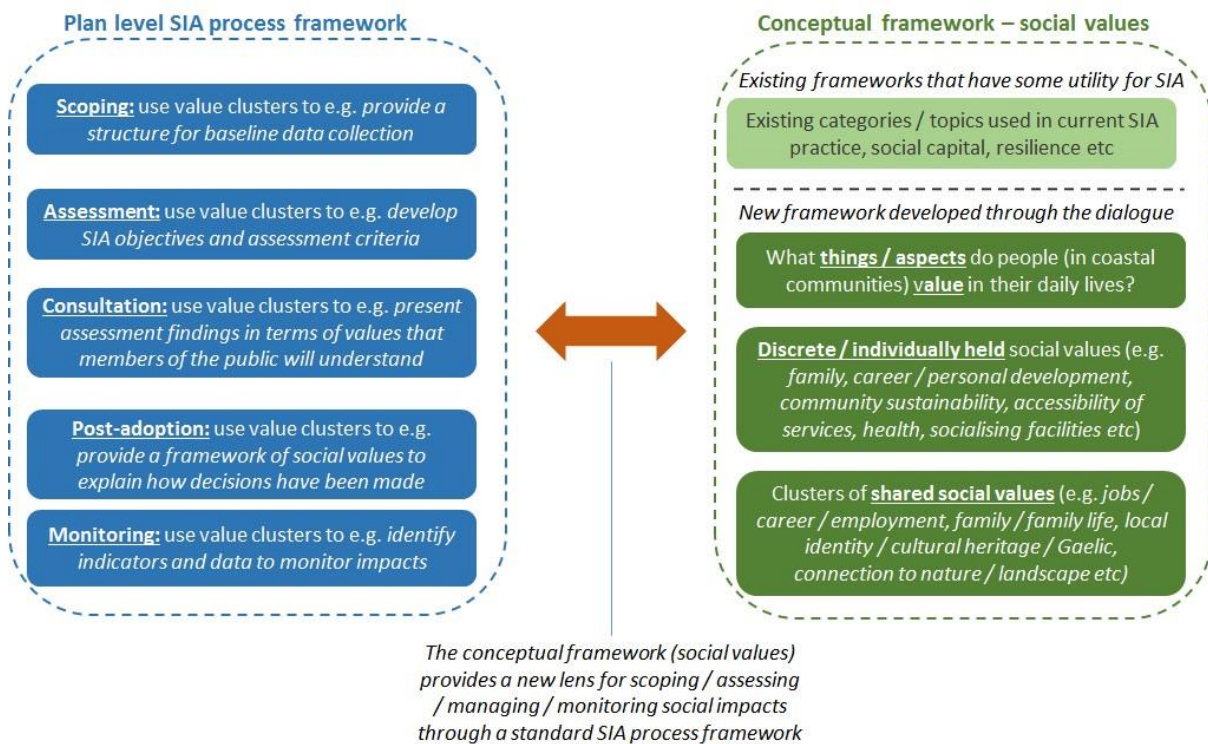 Plan level SIA process framework
Scoping: use value clusters to e.g. provide a
structure for baseline data collection
Assessment: use value clusters to e.g. develop
SIA objectives and assessment criteria
Consultation: use value clusters to e.g. present
assessment findings in terms of values that
members of the public will understand
Post-adoption: use value clusters to e.g.
provide a framework of social values to
explain how decisions have been made
Monitoring: use value clusters to e.g. identify
indicators and data to monitor impacts
Conceptual framework – social values
Existing frameworks that have some utility for SIA
Existing categories / topics used in current SIA
practice, social capital, resilience etc
New framework developed through the dialogue
What things / aspects do people (in coastal
communities) value in their daily lives?
Discrete / individually held social values (e.g.
family, career / personal development,
community sustainability, accessibility of
services, health, socialising facilities etc)
Clusters of shared social values (e.g. jobs /
career / employment, family / family life, local
identity / cultural heritage / Gaelic,
connection to nature / landscape etc)
The conceptual framework (social values)
provides a new lens for scoping / assessing
/ managing / monitoring social impacts
through a standard SIA process framework